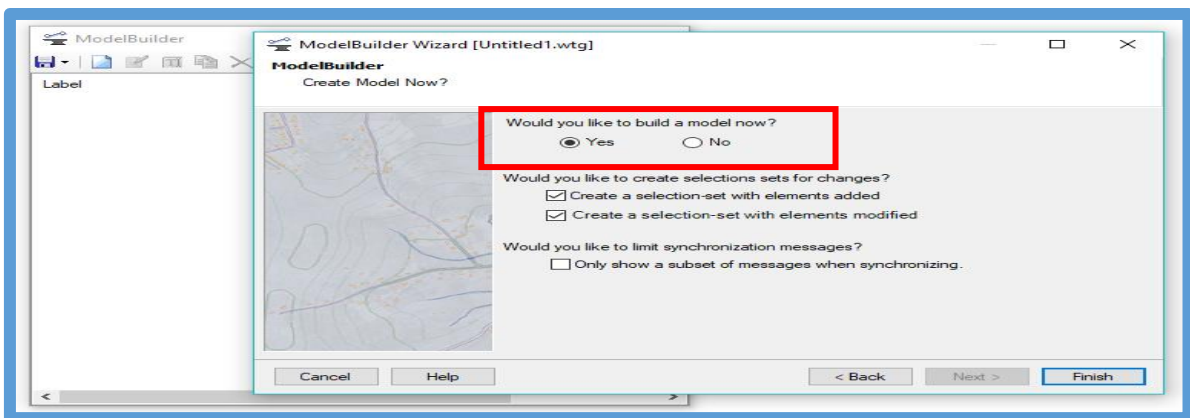 ModelBuilder
Label
ModelBuilder Wizard [Untitled1.wtg]
ModelBuilder
Create Model Now?
Would you like to build a model now?
Yes No
Would you like to create selections sets for changes?
Create a selection-set with elements added
Create a selection-set with elements modified
Would you like to limit synchronization messages?
Only show a subset of messages when synchronizing.
Cancel Help < Back Next > Finish